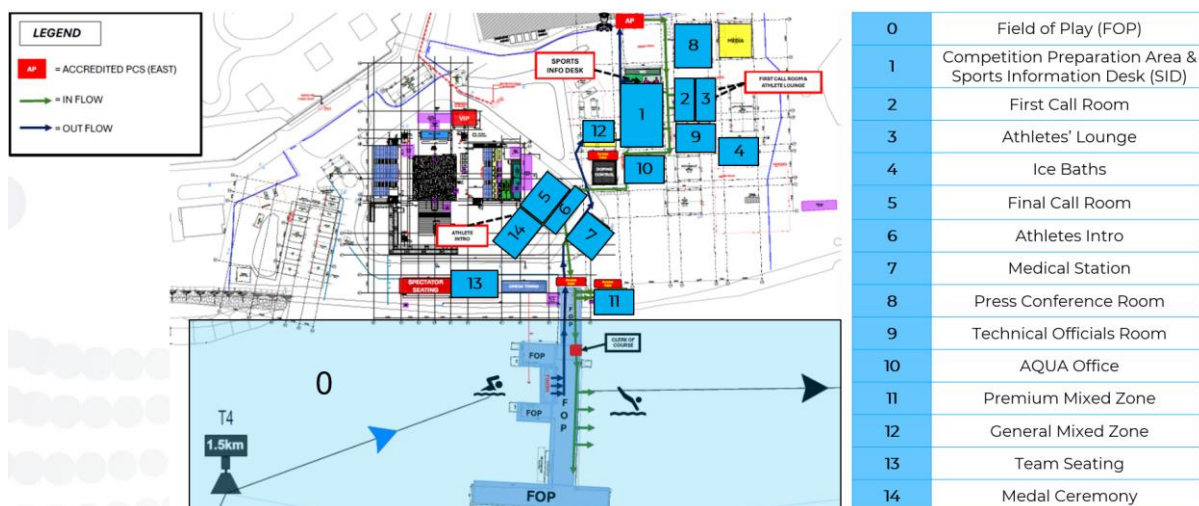 LEGEND
AP = ACCREDITED PCS (EAST)
= IN FLOW
= OUT FLOW
AP
SPORTS
INFO DESK
8
MEDIA
FIRST CALL ROOM &
ATHLETE LOUNGE
1
2
3
12
9
4
10
DOPING
CONTROL
VIP
5
6
14
7
ATHLETE
INTRO
SPECTATOR
SEATING
13
11
FOP
CLERK OF
COURSE
FOP
0
FOP
FOP
T4
1.5km
FOP
0 Field of Play (FOP)
1 Competition Preparation Area &
Sports Information Desk (SID)
2 First Call Room
3 Athletes' Lounge
4 Ice Baths
5 Final Call Room
6 Athletes Intro
7 Medical Station
8 Press Conference Room
9 Technical Officials Room
10 AQUA Office
11 Premium Mixed Zone
12 General Mixed Zone
13 Team Seating
14 Medal Ceremony